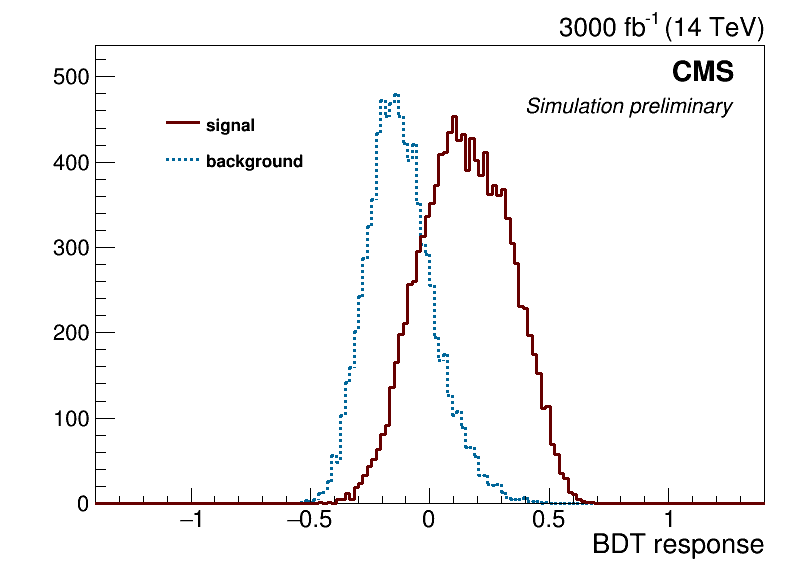 3000 fb⁻¹ (14 TeV)
CMS
Simulation preliminary
signal
background
500
400
300
200
100
0
−1 −0.5 0 0.5 1
BDT response